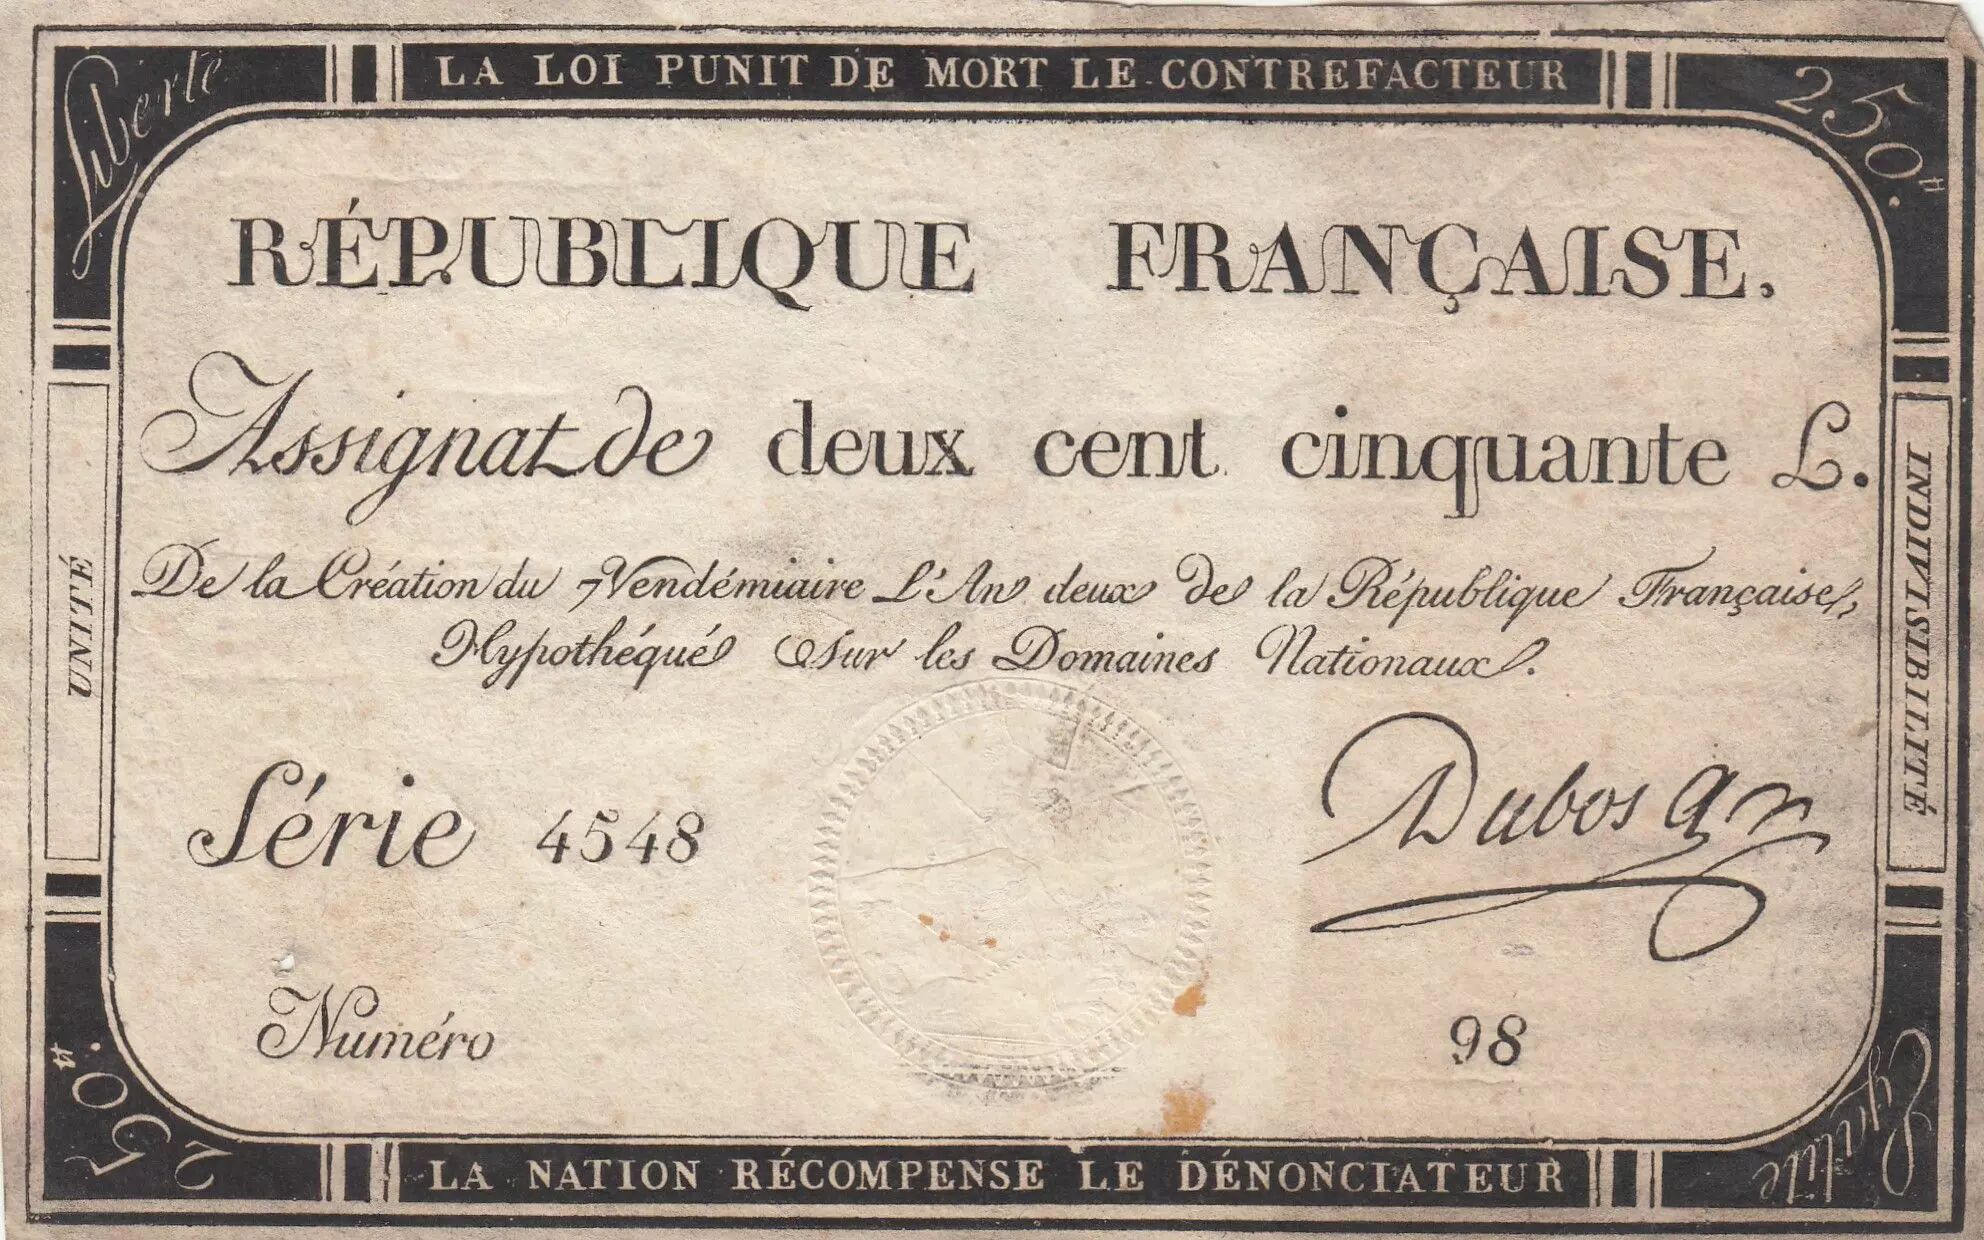 LA LOI PUNIT DE MORT LE CONTREFACTEUR
Liberté
250.
RÉPUBLIQUE FRANÇAISE.
Assignat de deux cent cinquante L.
De la Création du 7 Vendémiaire L'An deux de la République Française,
Hypothéqué Sur les Domaines Nationaux.
UNITÉ
INDIVISIBILITÉ
Série 4548
Dubosq
Numéro 98
250.
Egalité
LA NATION RÉCOMPENSE LE DÉNONCIATEUR